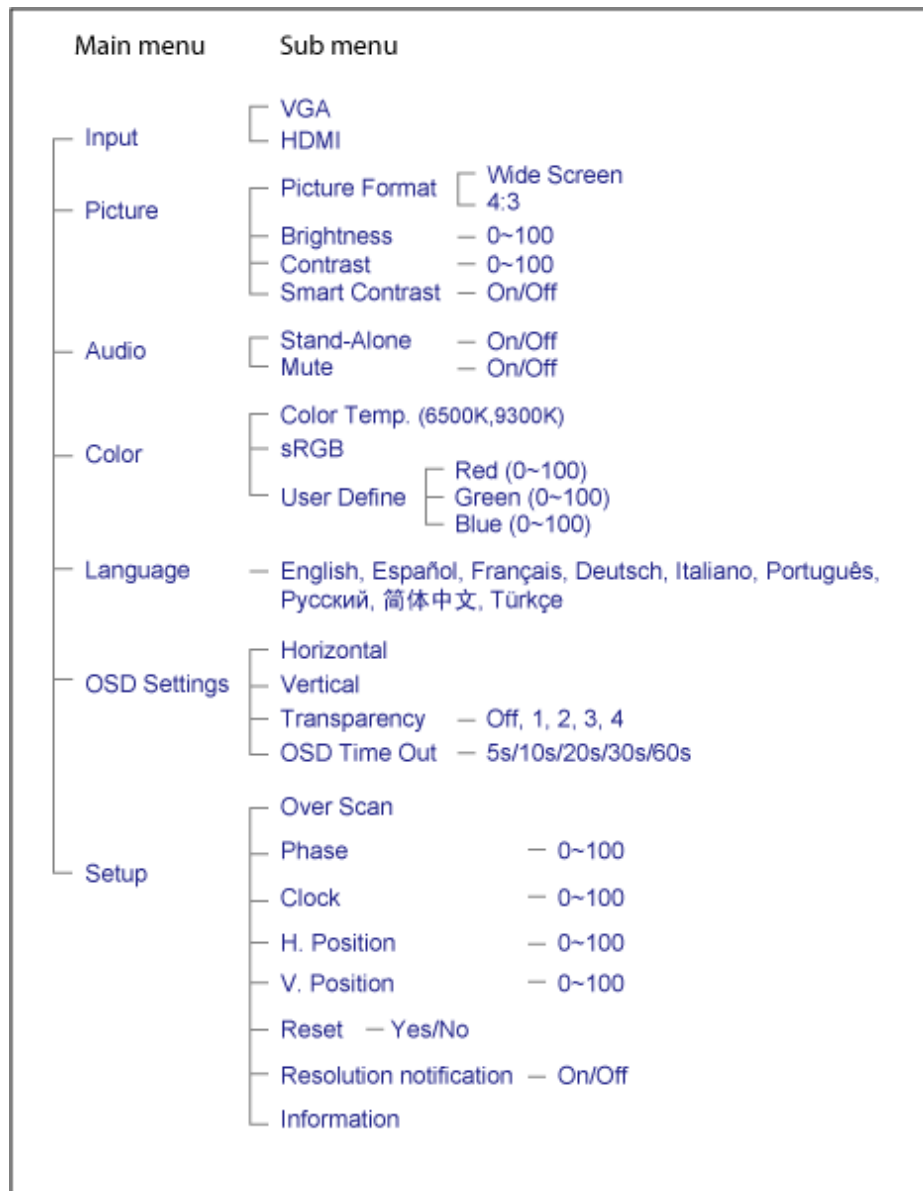 Main menu Sub menu
VGA
Input HDMI
Picture Format Wide Screen
4:3
Picture
Brightness — 0~100
Contrast — 0~100
Smart Contrast — On/Off
Audio Stand-Alone — On/Off
Mute — On/Off
Color Temp. (6500K,9300K)
Color sRGB
Red (0~100)
User Define Green (0~100)
Blue (0~100)
Language — English, Español, Français, Deutsch, Italiano, Português,
Русский, 简体中文, Türkçe
Horizontal
OSD Settings Vertical
Transparency — Off, 1, 2, 3, 4
OSD Time Out — 5s/10s/20s/30s/60s
Over Scan
Phase — 0~100
Setup
Clock — 0~100
H. Position — 0~100
V. Position — 0~100
Reset — Yes/No
Resolution notification — On/Off
Information